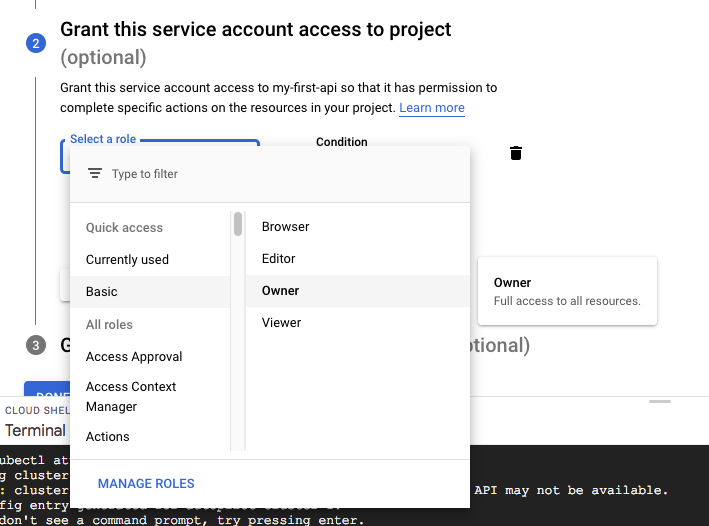 2
Grant this service account access to project
(optional)
Grant this service account access to my-first-api so that it has permission to
complete specific actions on the resources in your project. Learn more
Select a role
Condition
Type to filter
Quick access
Currently used
Basic
All roles
Access Approval
Access Context
Manager
Actions
Browser
Editor
Owner
Viewer
MANAGE ROLES
Owner
Full access to all resources.
3
G
ptional)
DONE
CLOUD SHEL
Terminal
ubectl at
g cluster
: cluster
API may not be available.
fig entry generated for
don't see a command prompt, try pressing enter.